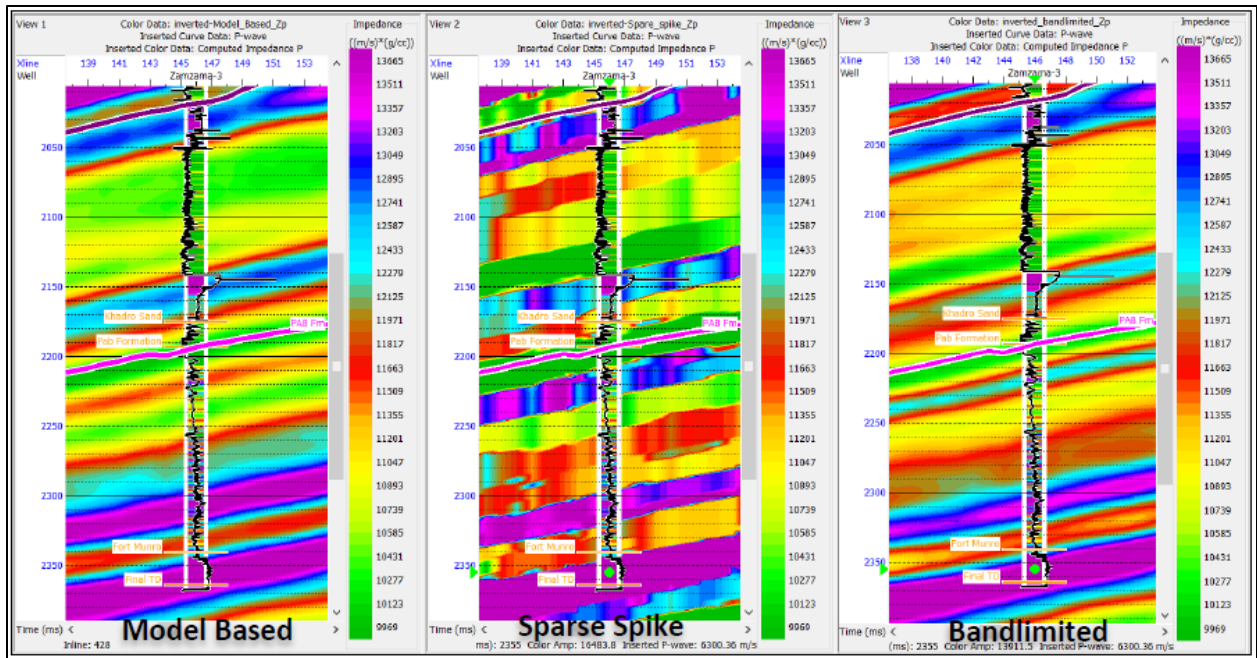 View 1 Color Data: inverted-Model_Based_Zp Impedance
Inserted Curve Data: P-wave ((m/s)*(g/cc))
Inserted Color Data: Computed Impedance P
Xline 139 141 143 145 147 149 151 153
Well Zamzama-3
2050
2100
2150
2200
2250
2300
2350
Khadro Sand
PAB Fm
Pab Formation
Fort Munro
Final TD
13665
13511
13357
13203
13049
12895
12741
12587
12433
12279
12125
11971
11817
11663
11509
11355
11201
11047
10893
10739
10585
10431
10277
10123
9969
Time (ms) < >
Model Based
Inline: 428
View 2 Color Data: inverted-Spare_spike_Zp Impedance
Inserted Curve Data: P-wave ((m/s)*(g/cc))
Inserted Color Data: Computed Impedance P
Xline 139 141 143 145 147 149 151 153
Well Zamzama-3
2050
2100
2150
2200
2250
2300
2350
Khadro Sand
PAB Fm
Pab Formation
Fort Munro
Final TD
13665
13511
13357
13203
13049
12895
12741
12587
12433
12279
12125
11971
11817
11663
11509
11355
11201
11047
10893
10739
10585
10431
10277
10123
9969
Time (ms) < >
Sparse Spike
ms): 2355 Color Amp: 16483.8 Inserted P-wave: 6300.36 m/s
View 3 Color Data: inverted_bandlimited_Zp Impedance
Inserted Curve Data: P-wave ((m/s)*(g/cc))
Inserted Color Data: Computed Impedance P
Xline 138 140 142 144 146 148 150 152
Well Zamzama-3
2050
2100
2150
2200
2250
2300
2350
Khadro Sand
PAB Fm
Pab Formation
Fort Munro
Final TD
13665
13511
13357
13203
13049
12895
12741
12587
12433
12279
12125
11971
11817
11663
11509
11355
11201
11047
10893
10739
10585
10431
10277
10123
9969
Time (ms) < >
Bandlimited
(ms): 2355 Color Amp: 13911.5 Inserted P-wave: 6300.36 m/s